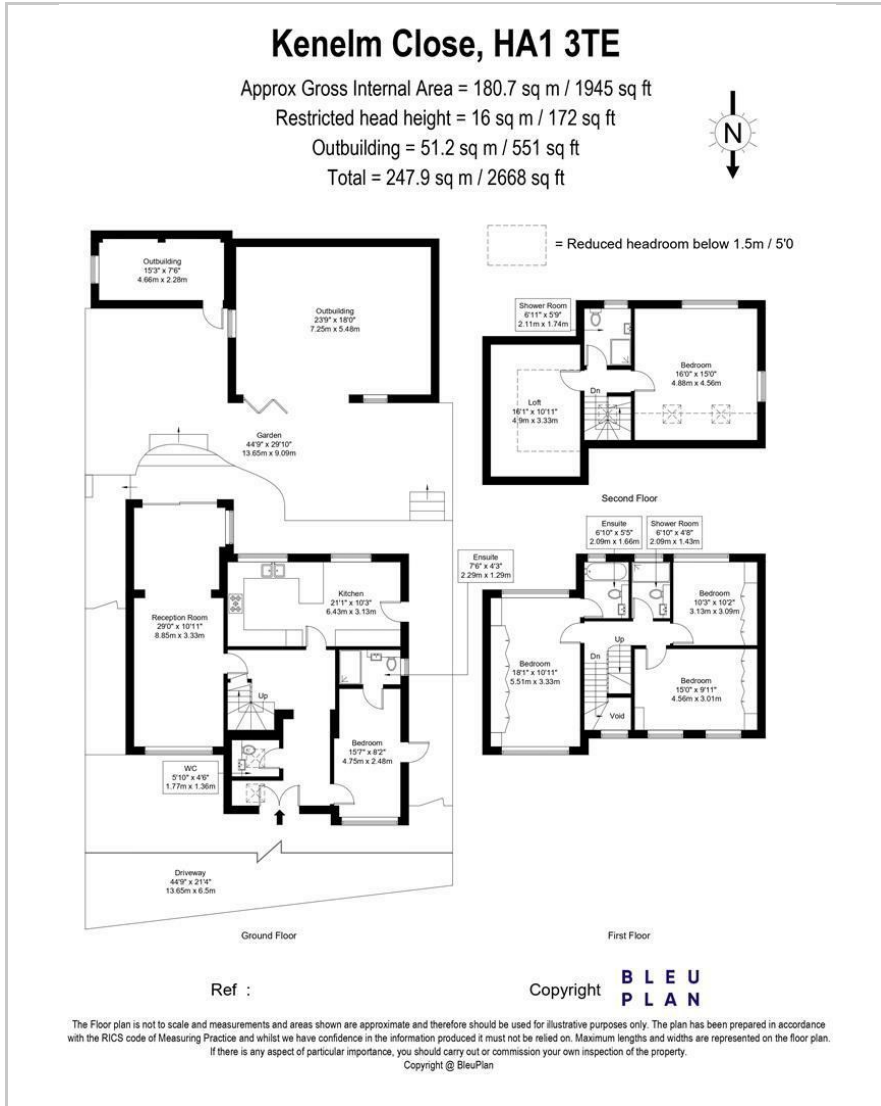 Kenelm Close, HA1 3TE
Approx Gross Internal Area = 180.7 sq m / 1945 sq ft
Restricted head height = 16 sq m / 172 sq ft
Outbuilding = 51.2 sq m / 551 sq ft
Total = 247.9 sq m / 2668 sq ft
N
= Reduced headroom below 1.5m / 5'0
Outbuilding
15'3" x 7'6"
4.66m x 2.28m
Outbuilding
23'9" x 18'0"
7.25m x 5.48m
Garden
44'9" x 29'10"
13.65m x 9.09m
Reception Room
29'0" x 10'11"
8.85m x 3.33m
Kitchen
21'1" x 10'3"
6.43m x 3.13m
Ensuite
7'6" x 4'3"
2.29m x 1.29m
Up
Bedroom
15'7" x 8'2"
4.75m x 2.48m
WC
5'10" x 4'6"
1.77m x 1.36m
Driveway
44'9" x 21'4"
13.65m x 6.5m
Ground Floor
Shower Room
6'11" x 5'9"
2.11m x 1.74m
Bedroom
16'0" x 15'0"
4.88m x 4.56m
Dn
Loft
16'1" x 10'11"
4.9m x 3.33m
Second Floor
Ensuite
6'10" x 5'5"
2.09m x 1.66m
Shower Room
6'10" x 4'8"
2.09m x 1.43m
Bedroom
10'3" x 10'2"
3.13m x 3.09m
Up
Dn
Bedroom
18'1" x 10'11"
5.51m x 3.33m
Bedroom
15'0" x 9'11"
4.56m x 3.01m
Void
First Floor
Ref :
Copyright
BLEU
PLAN
The Floor plan is not to scale and measurements and areas shown are approximate and therefore should be used for illustrative purposes only. The plan has been prepared in accordance
with the RICS code of Measuring Practice and whilst we have confidence in the information produced it must not be relied on. Maximum lengths and widths are represented on the floor plan.
If there is any aspect of particular importance, you should carry out or commission your own inspection of the property.
Copyright @ BleuPlan